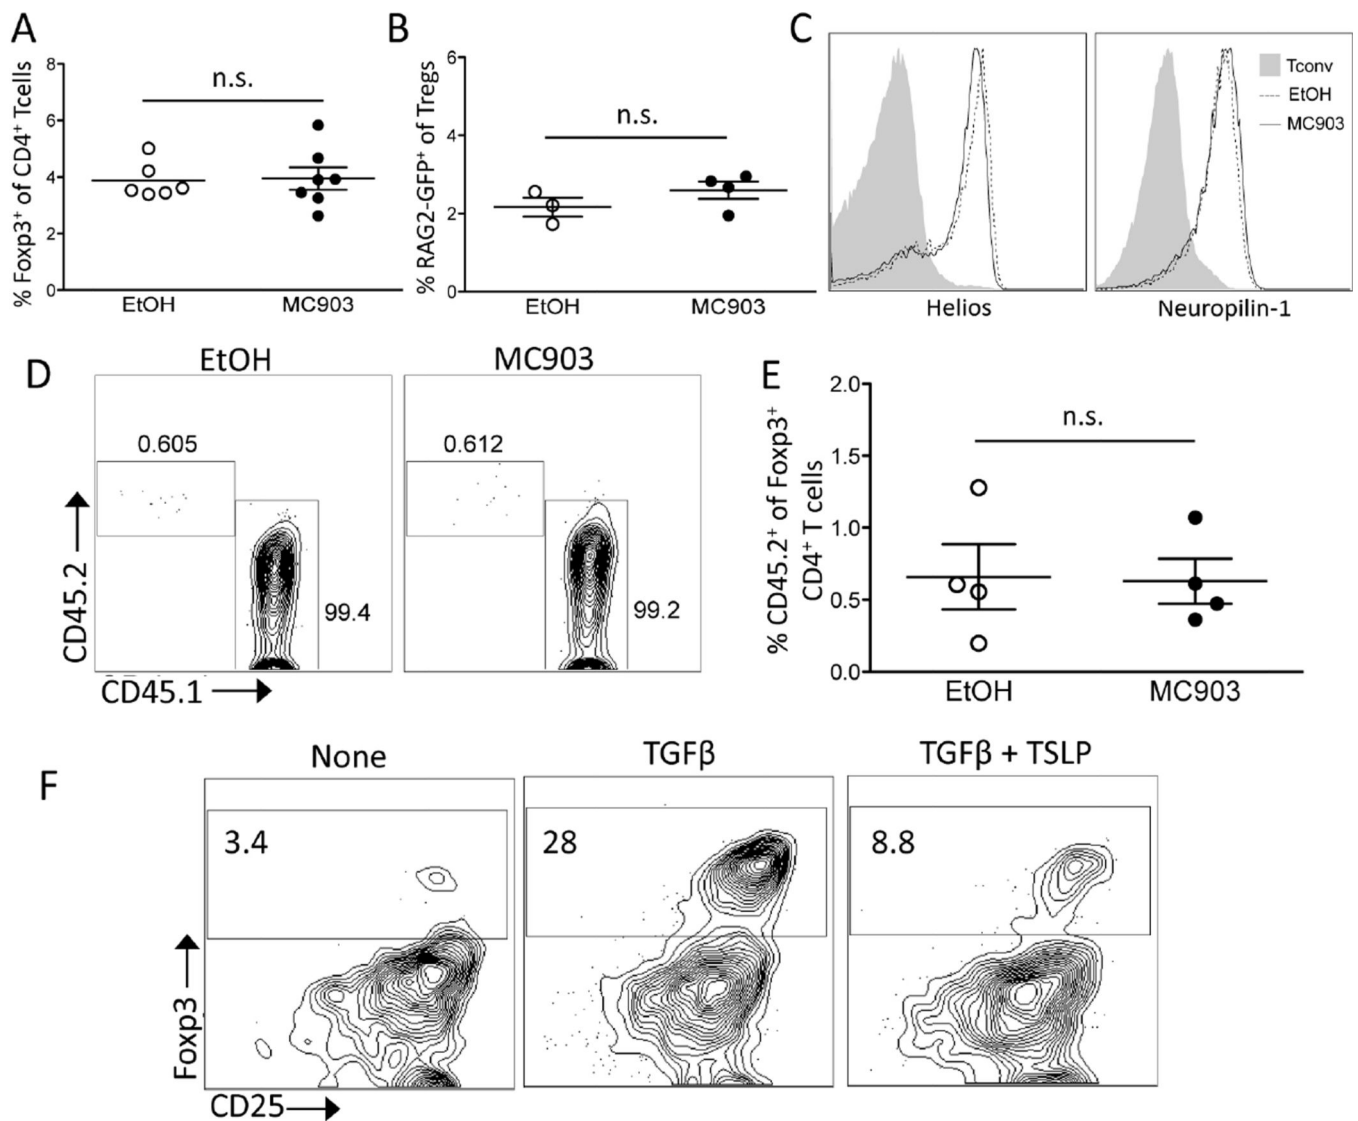 A
% Foxp3⁺ of CD4⁺ Tcells
8
6
4
2
0
n.s.
EtOH
MC903
B
% RAG2-GFP⁺ of Tregs
6
4
2
0
n.s.
EtOH
MC903
C
Tconv
EtOH
MC903
Helios
Neuropilin-1
D
EtOH
MC903
0.605
0.612
99.4
99.2
CD45.2
CD45.1
E
% CD45.2⁺ of Foxp3⁺
CD4⁺ T cells
2.0
1.5
1.0
0.5
0.0
n.s.
EtOH
MC903
F
None
TGFβ
TGFβ + TSLP
3.4
28
8.8
Foxp3
CD25